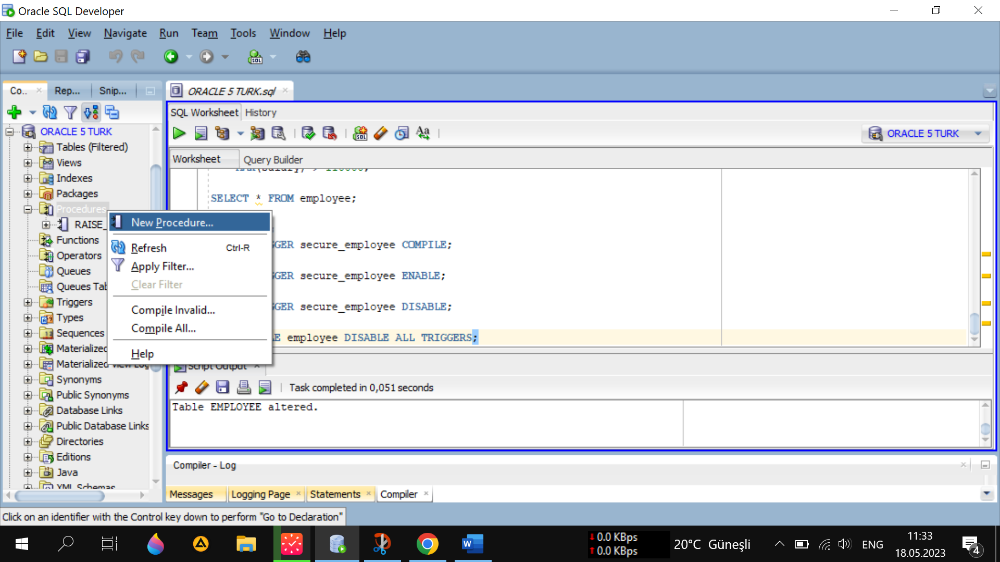 Oracle SQL Developer
File Edit View Navigate Run Team Tools Window Help
Co.. Rep... Snip...
ORACLE 5 TURK.sql
SQL Worksheet History
ORACLE 5 TURK
ORACLE 5 TURK
Tables (Filtered)
Views
Indexes
Packages
Procedures
RAISE_
Functions
Operators
Queues
Queues Tab
Triggers
Types
Sequences
Materialized
Materialized View Log
Synonyms
Public Synonyms
Database Links
Public Database Links
Directories
Editions
Java
XML Schemas
New Procedure...
Refresh Ctrl-R
Apply Filter...
Clear Filter
Compile Invalid...
Compile All...
Help
Worksheet Query Builder
SELECT * FROM employee;
;
GGER secure_employee COMPILE;
GGER secure_employee ENABLE;
GGER secure_employee DISABLE;
LE employee DISABLE ALL TRIGGERS;
Script Output
Task completed in 0,051 seconds
Table EMPLOYEE altered.
Compiler - Log
Messages Logging Page Statements Compiler
Click on an identifier with the Control key down to perform "Go to Declaration"
0.0 KBps
0.0 KBps
20°C Güneşli
ENG
11:33
18.05.2023
4